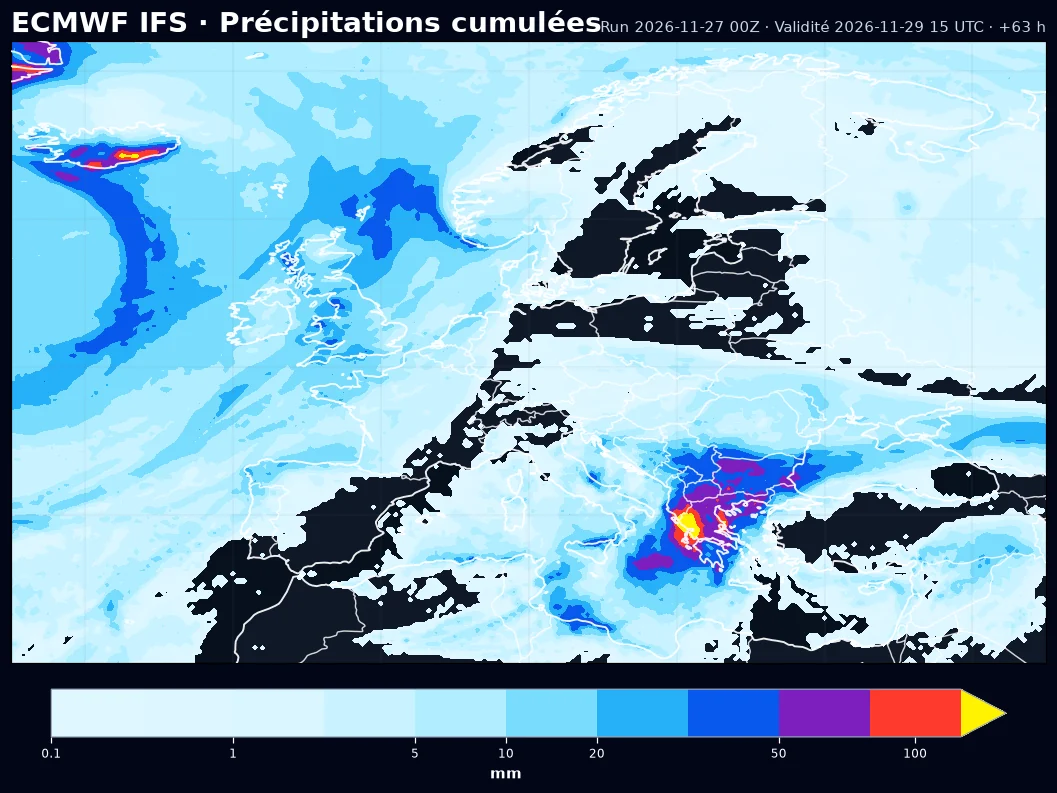 ECMWF IFS · Précipitations cumulées
Run 2026-11-27 00Z · Validité 2026-11-29 15 UTC · +63 h
0.1 1 5 10 20 50 100
mm